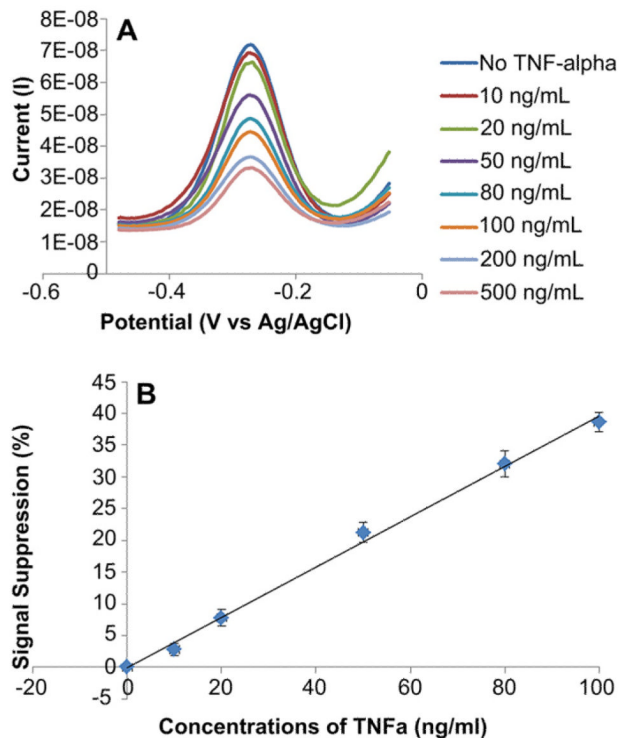 A
Current (I)
8E-08
7E-08
6E-08
5E-08
4E-08
3E-08
2E-08
1E-08
0
-0.6
-0.4
-0.2
0
Potential (V vs Ag/AgCl)
No TNF-alpha
10 ng/mL
20 ng/mL
50 ng/mL
80 ng/mL
100 ng/mL
200 ng/mL
500 ng/mL
B
Signal Suppression (%)
45
40
35
30
25
20
15
10
5
0
-5
-20
0
20
40
60
80
100
Concentrations of TNFa (ng/ml)